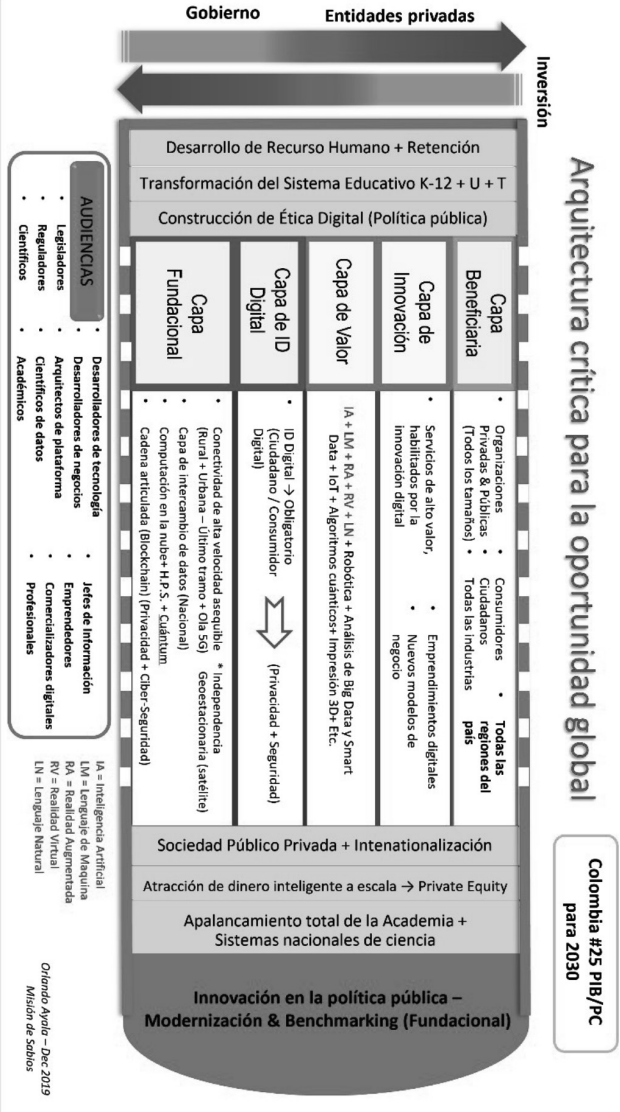 Arquitectura crítica para la oportunidad global
Colombia #25 PIB/PC
para 2030
Inversión
Gobierno
Entidades privadas
Desarrollo de Recurso Humano + Retención
Transformación del Sistema Educativo K-12 + U + T
Construcción de Ética Digital (Política pública)
Capa
Beneficiaria
• Organizaciones
Privadas & Públicas
(Todos los tamaños)
• Consumidores
Ciudadanos
• Todas las industrias
• Todas las
regiones del
país
Capa de
Innovación
• Servicios de alto valor,
habilitados por la
innovación digital
• Emprendimientos digitales
• Nuevos modelos de
negocio
Capa de Valor
IA + LM + RA + RV + LN + Robótica + Análisis de Big Data y Smart
Data + IoT + Algoritmos cuánticos+ Impresión 3D+ Etc.
Capa de ID
Digital
• ID Digital → Obligatorio
(Ciudadano / Consumidor
Digital)
(Privacidad + Seguridad)
Capa
Fundacional
• Conectividad de alta velocidad asequible
(Rural + Urbana – Último tramo + Ola 5G)
* Independencia
Geoestacionaria (satélite)
• Capa de intercambio de datos (Nacional)
• Computación en la nube+ H.P.S. + Cuántum
• Cadena articulada (Blockchain) (Privacidad + Ciber-Seguridad)
Sociedad Público Privada + Intenationalización
Atracción de dinero inteligente a escala → Private Equity
Apalancamiento total de la Academia +
Sistemas nacionales de ciencia
Innovación en la política pública –
Modernización & Benchmarking (Fundacional)
AUDIENCIAS
• Legisladores
• Reguladores
• Científicos
• Desarrolladores de tecnología
• Desarrolladores de negocios
• Arquitectos de plataforma
• Científicos de datos
• Académicos
• Jefes de información
• Emprendedores
• Comercializadores digitales
• Profesionales
IA = Inteligencia Artificial
LM = Lenguaje de Maquina
RA = Realidad Augmentada
RV = Realidad Virtual
LN = Lenguaje Natural
Orlando Ayala – Dec 2019
Misión de Sabios